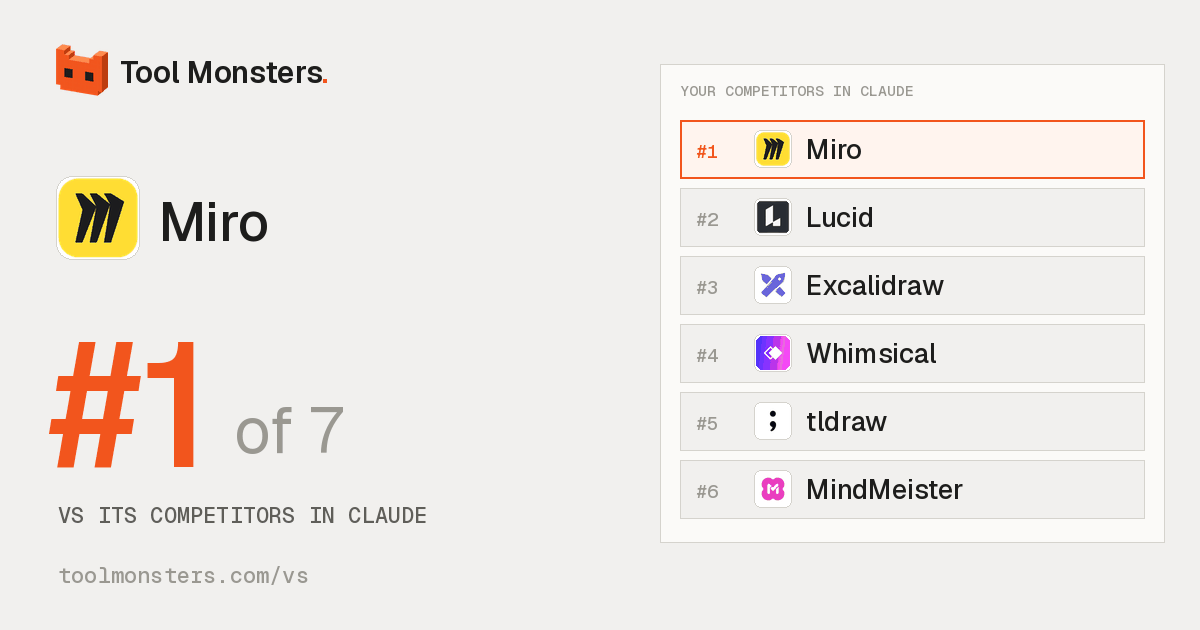 Tool Monsters.
Miro
#1 of 7
VS ITS COMPETITORS IN CLAUDE
toolmonsters.com/vs
YOUR COMPETITORS IN CLAUDE
#1 Miro
#2 Lucid
#3 Excalidraw
#4 Whimsical
#5 tldraw
#6 MindMeister